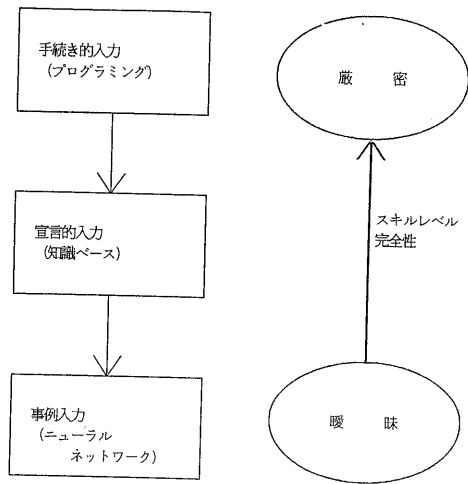 手続き的入力
(プログラミング)
宣言的入力
(知識ベース)
事例入力
(ニューラル
ネットワーク)
厳 密
スキルレベル
完全性
曖 昧